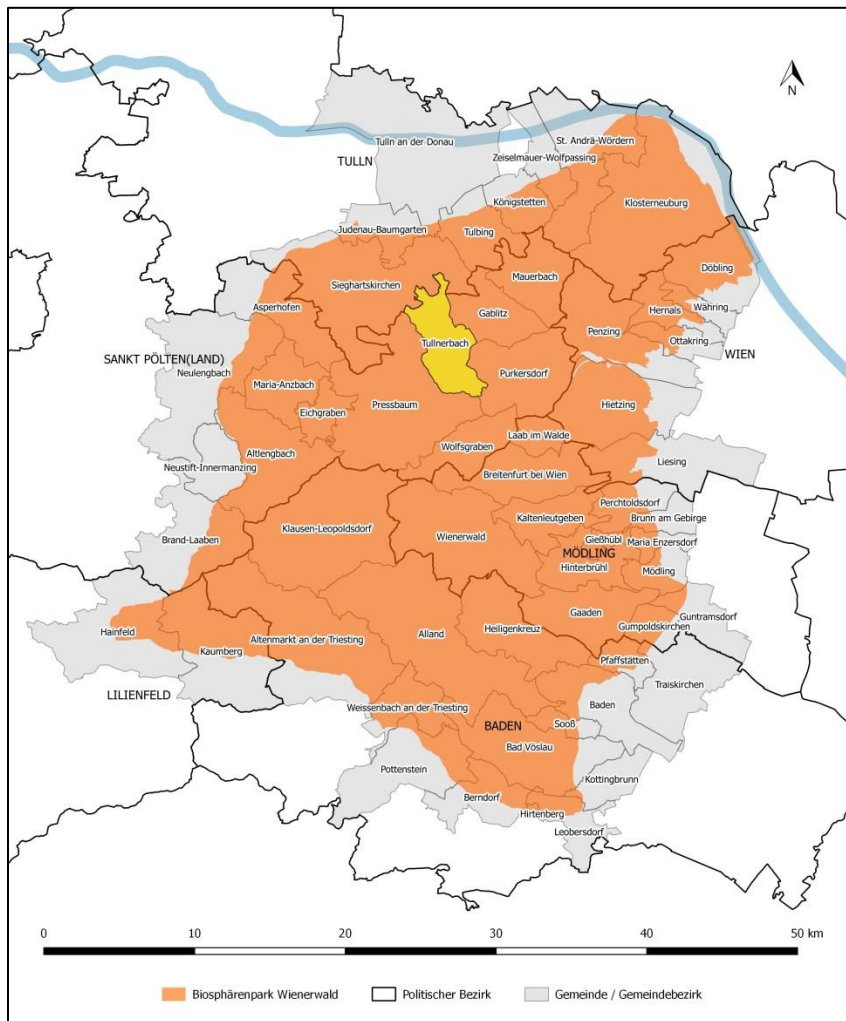 N
Tulln an der Donau
St. Andrä-Wördern
Zeiselmauer-Wolfpassing
TULLN
Königstetten
Klosterneuburg
Judenau-Baumgarten
Tulbing
Mauerbach
Döbling
Sieghartskirchen
Asperhofen
Gablitz
Hernals
Währing
Penzing
Ottakring
Tullnerbach
WIEN
SANKT PÖLTEN(LAND)
Neulengbach
Purkersdorf
Maria-Anzbach
Hietzing
Pressbaum
Eichgraben
Laab im Walde
Wolfsgraben
Altlengbach
Liesing
Neustift-Innermanzing
Breitenfurt bei Wien
Perchtoldsdorf
Kaltenleutgeben
Brunn am Gebirge
Klausen-Leopoldsdorf
Wienerwald
Brand-Laaben
Gießhübl
Maria Enzersdorf
MÖDLING
Hinterbrühl
Mödling
Gaaden
Guntramsdorf
Hainfeld
Altenmarkt an der Triesting
Alland
Heiligenkreuz
Gumpoldskirchen
Kaumberg
Pfaffstätten
Traiskirchen
LILIENFELD
Weissenbach an der Triesting
Baden
BADEN
Sooß
Bad Vöslau
Pottenstein
Kottingbrunn
Berndorf
Hirtenberg
Leobersdorf
0 10 20 30 40 50 km
Biosphärenpark Wienerwald Politischer Bezirk Gemeinde / Gemeindebezirk